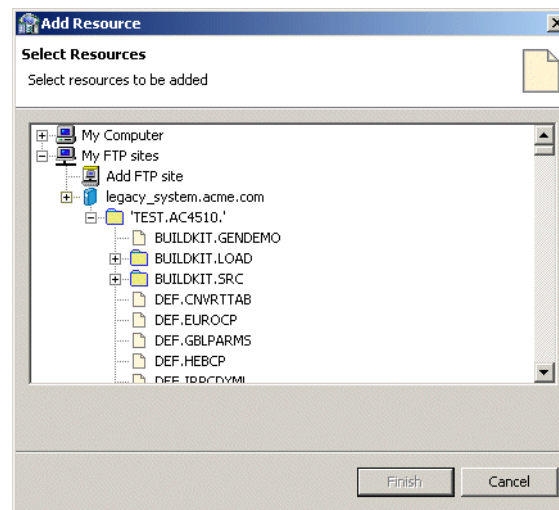 Add Resource
Select Resources
Select resources to be added
My Computer
My FTP sites
Add FTP site
legacy_system.acme.com
'TEST.AC4510.'
BUILDKIT.GENDEMO
BUILDKIT.LOAD
BUILDKIT.SRC
DEF.CNVRTTAB
DEF.EUROCP
DEF.GBLPARMS
DEF.HEBCP
Finish
Cancel